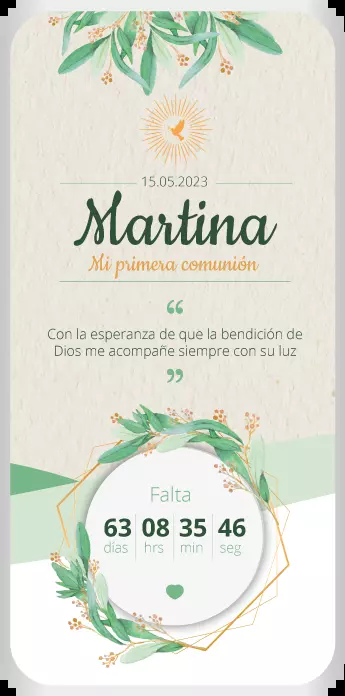 15.05.2023
Martina
Mi primera comunión
“
Con la esperanza de que la bendición de
Dios me acompañe siempre con su luz
”
Falta
63 08 35 46
días hrs min seg